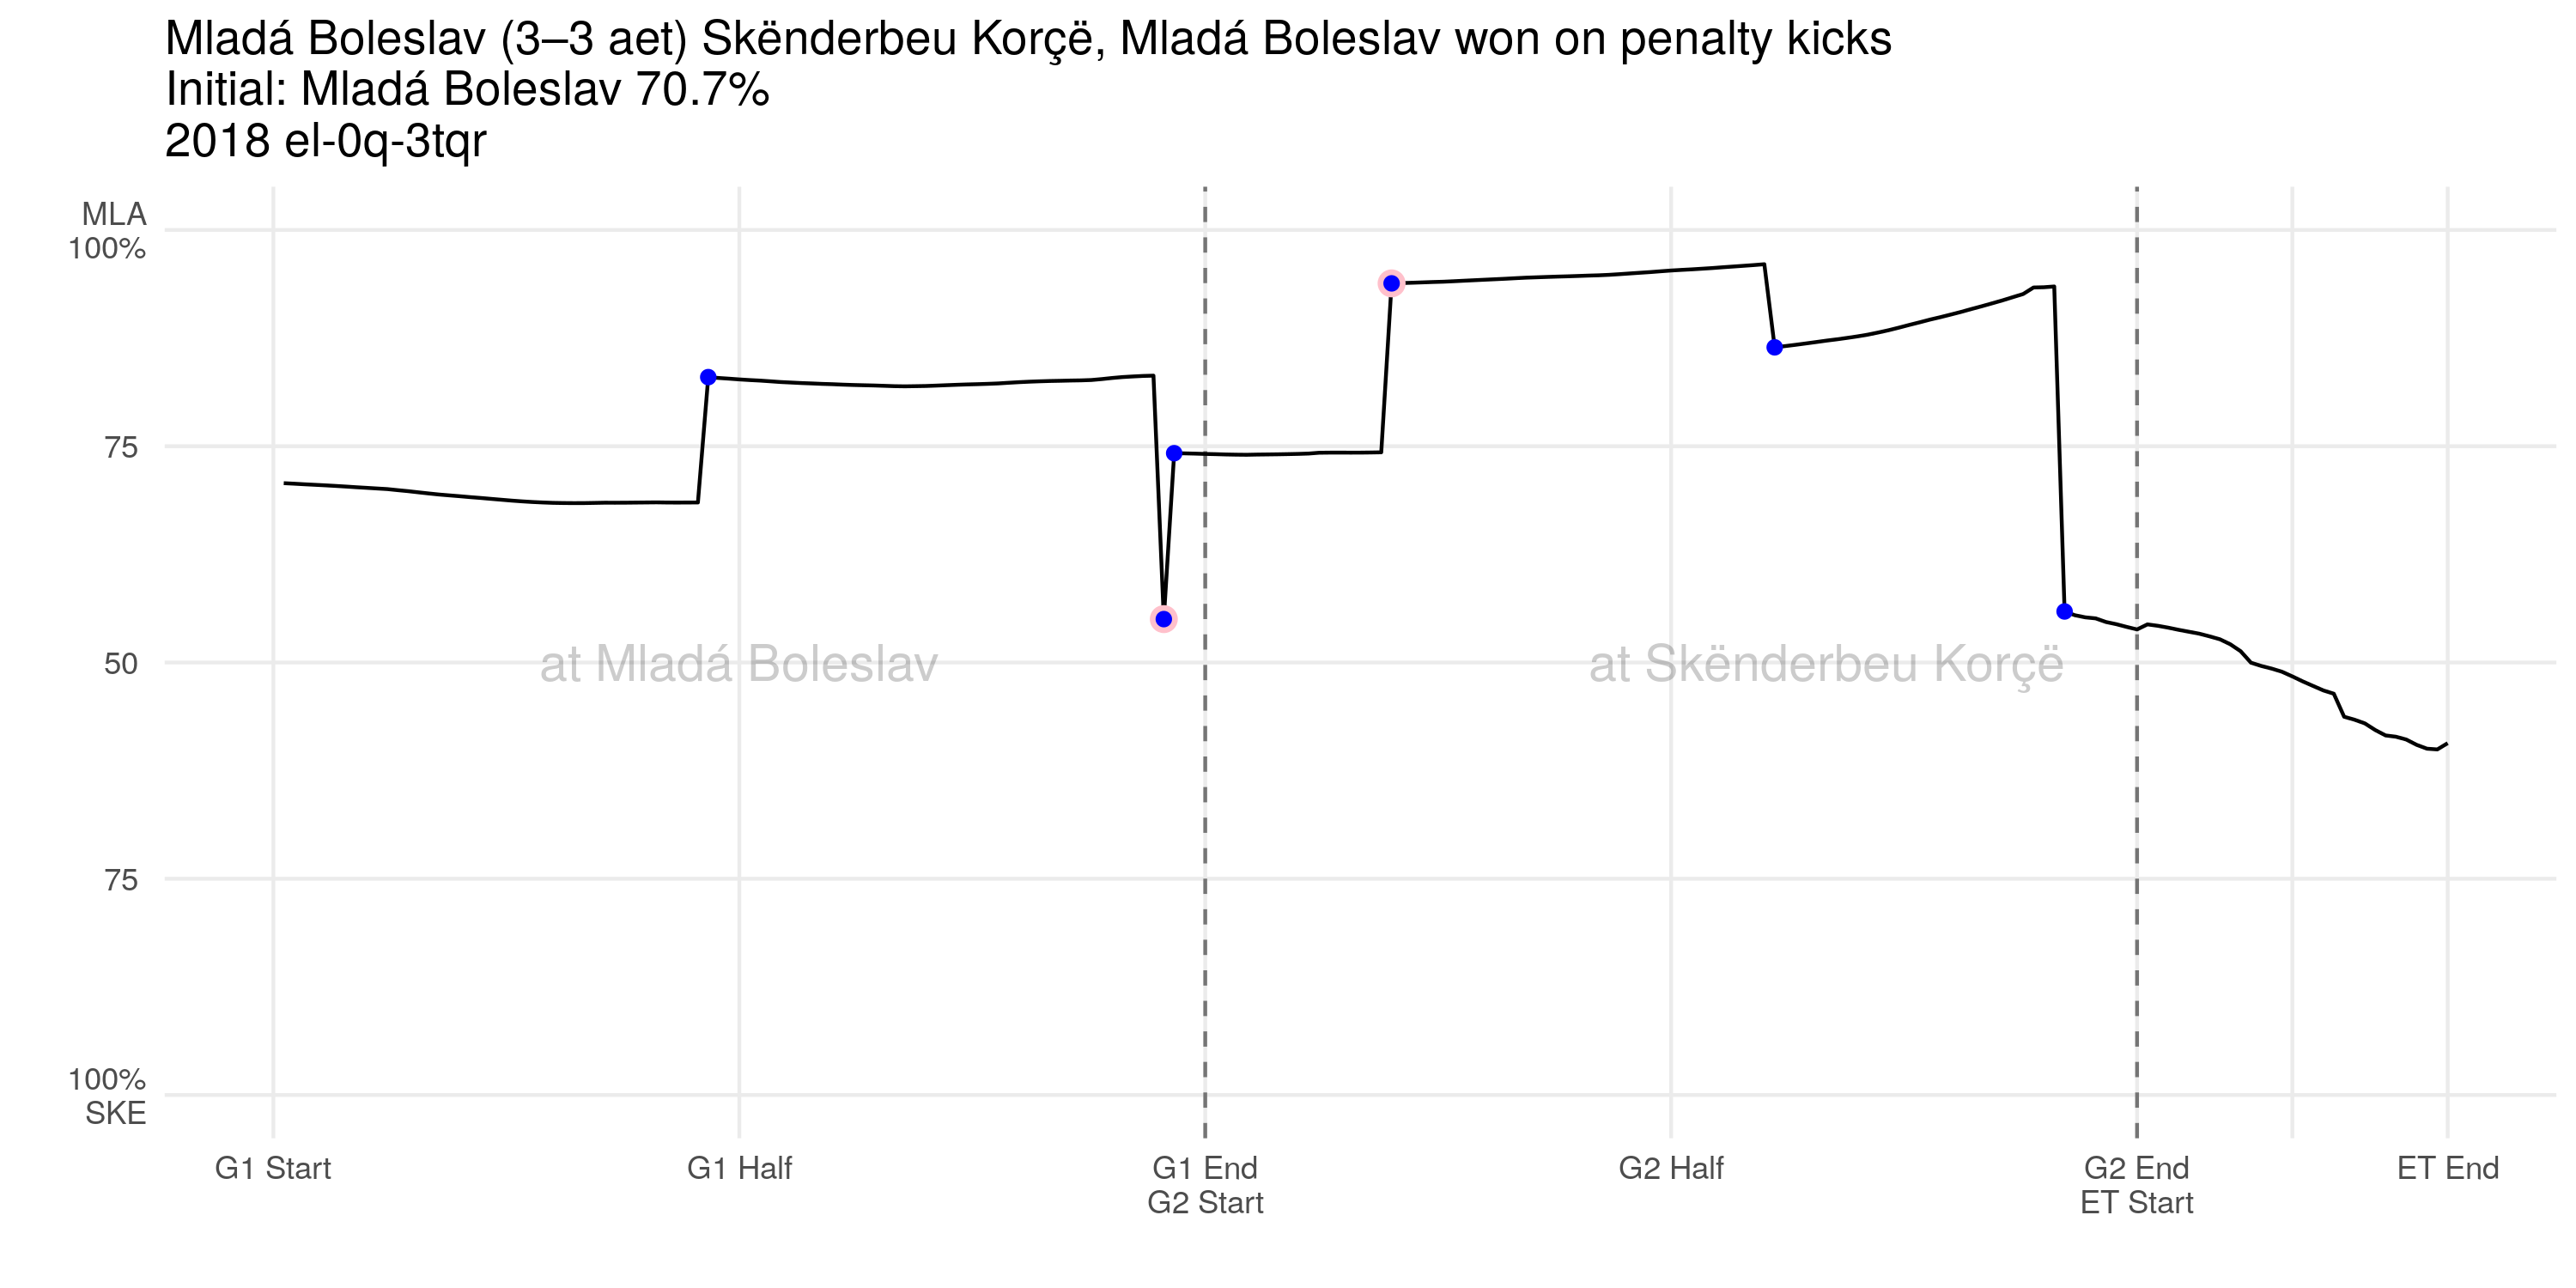 Mladá Boleslav (3–3 aet) Skënderbeu Korçë, Mladá Boleslav won on penalty kicks
Initial: Mladá Boleslav 70.7%
2018 el-0q-3tqr
MLA
100%
75
50
75
100%
SKE
at Mladá Boleslav
at Skënderbeu Korçë
G1 Start
G1 Half
G1 End
G2 Start
G2 Half
G2 End
ET Start
ET End